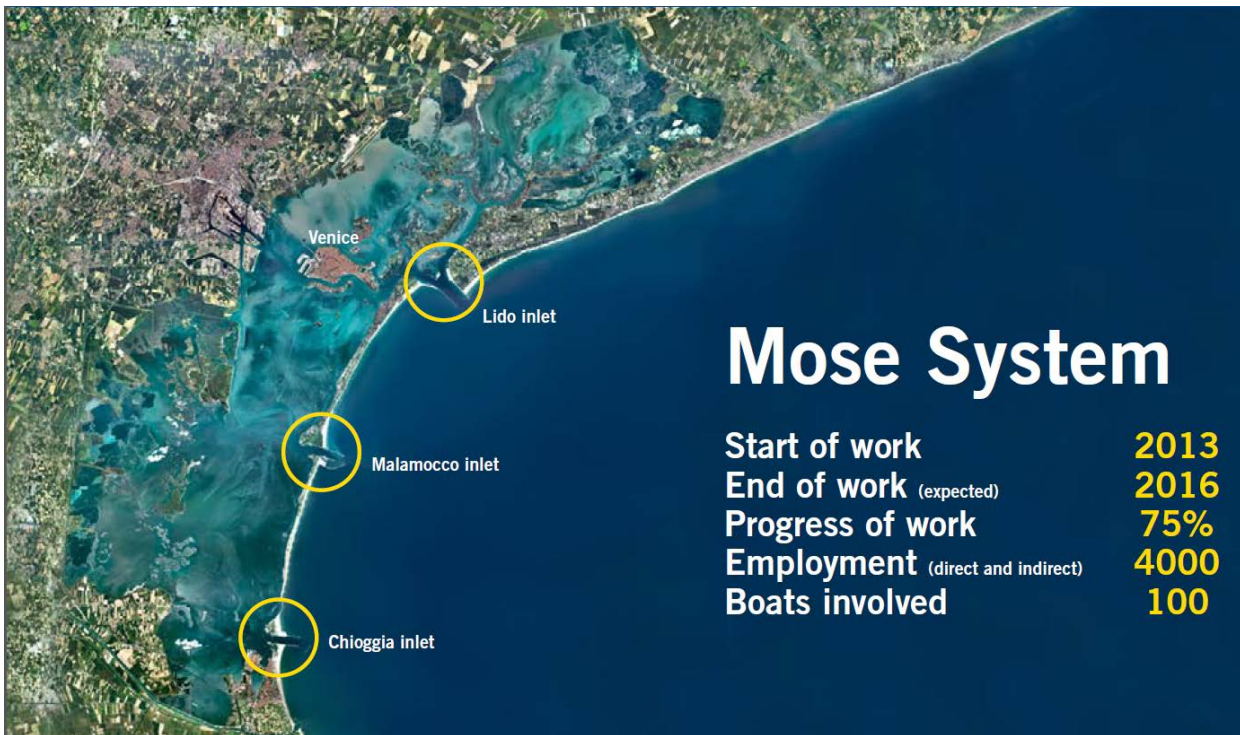 Venice
Lido inlet
Mose System
Malamocco inlet
Start of work 2013
End of work (expected) 2016
Progress of work 75%
Employment (direct and indirect) 4000
Boats involved 100
Chioggia inlet